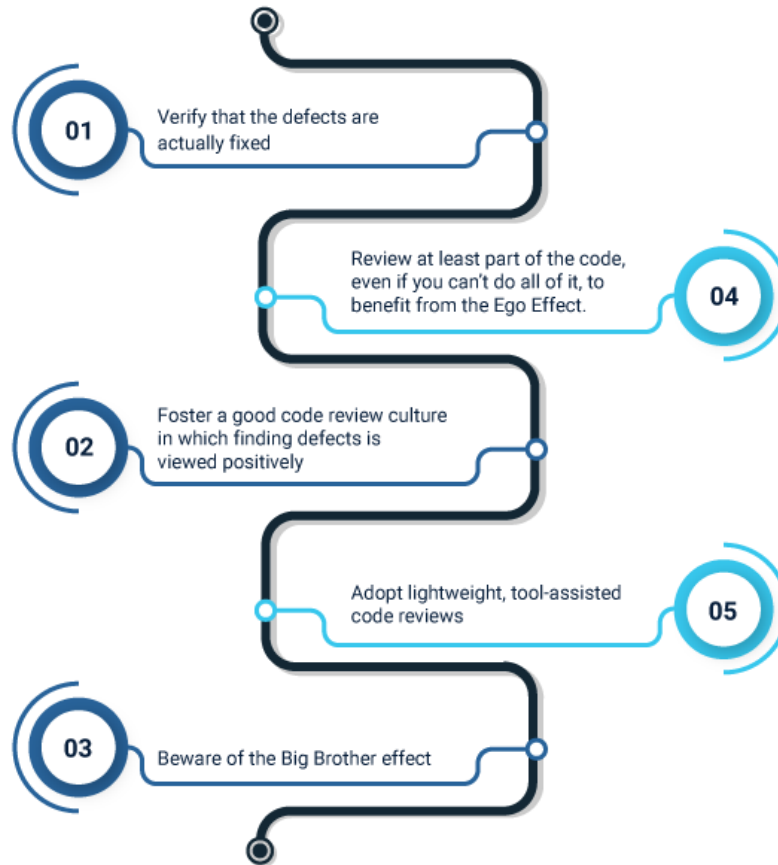 01
Verify that the defects are
actually fixed
Review at least part of the code,
even if you can't do all of it, to
benefit from the Ego Effect.
04
02
Foster a good code review culture
in which finding defects is
viewed positively
Adopt lightweight, tool-assisted
code reviews
05
03
Beware of the Big Brother effect